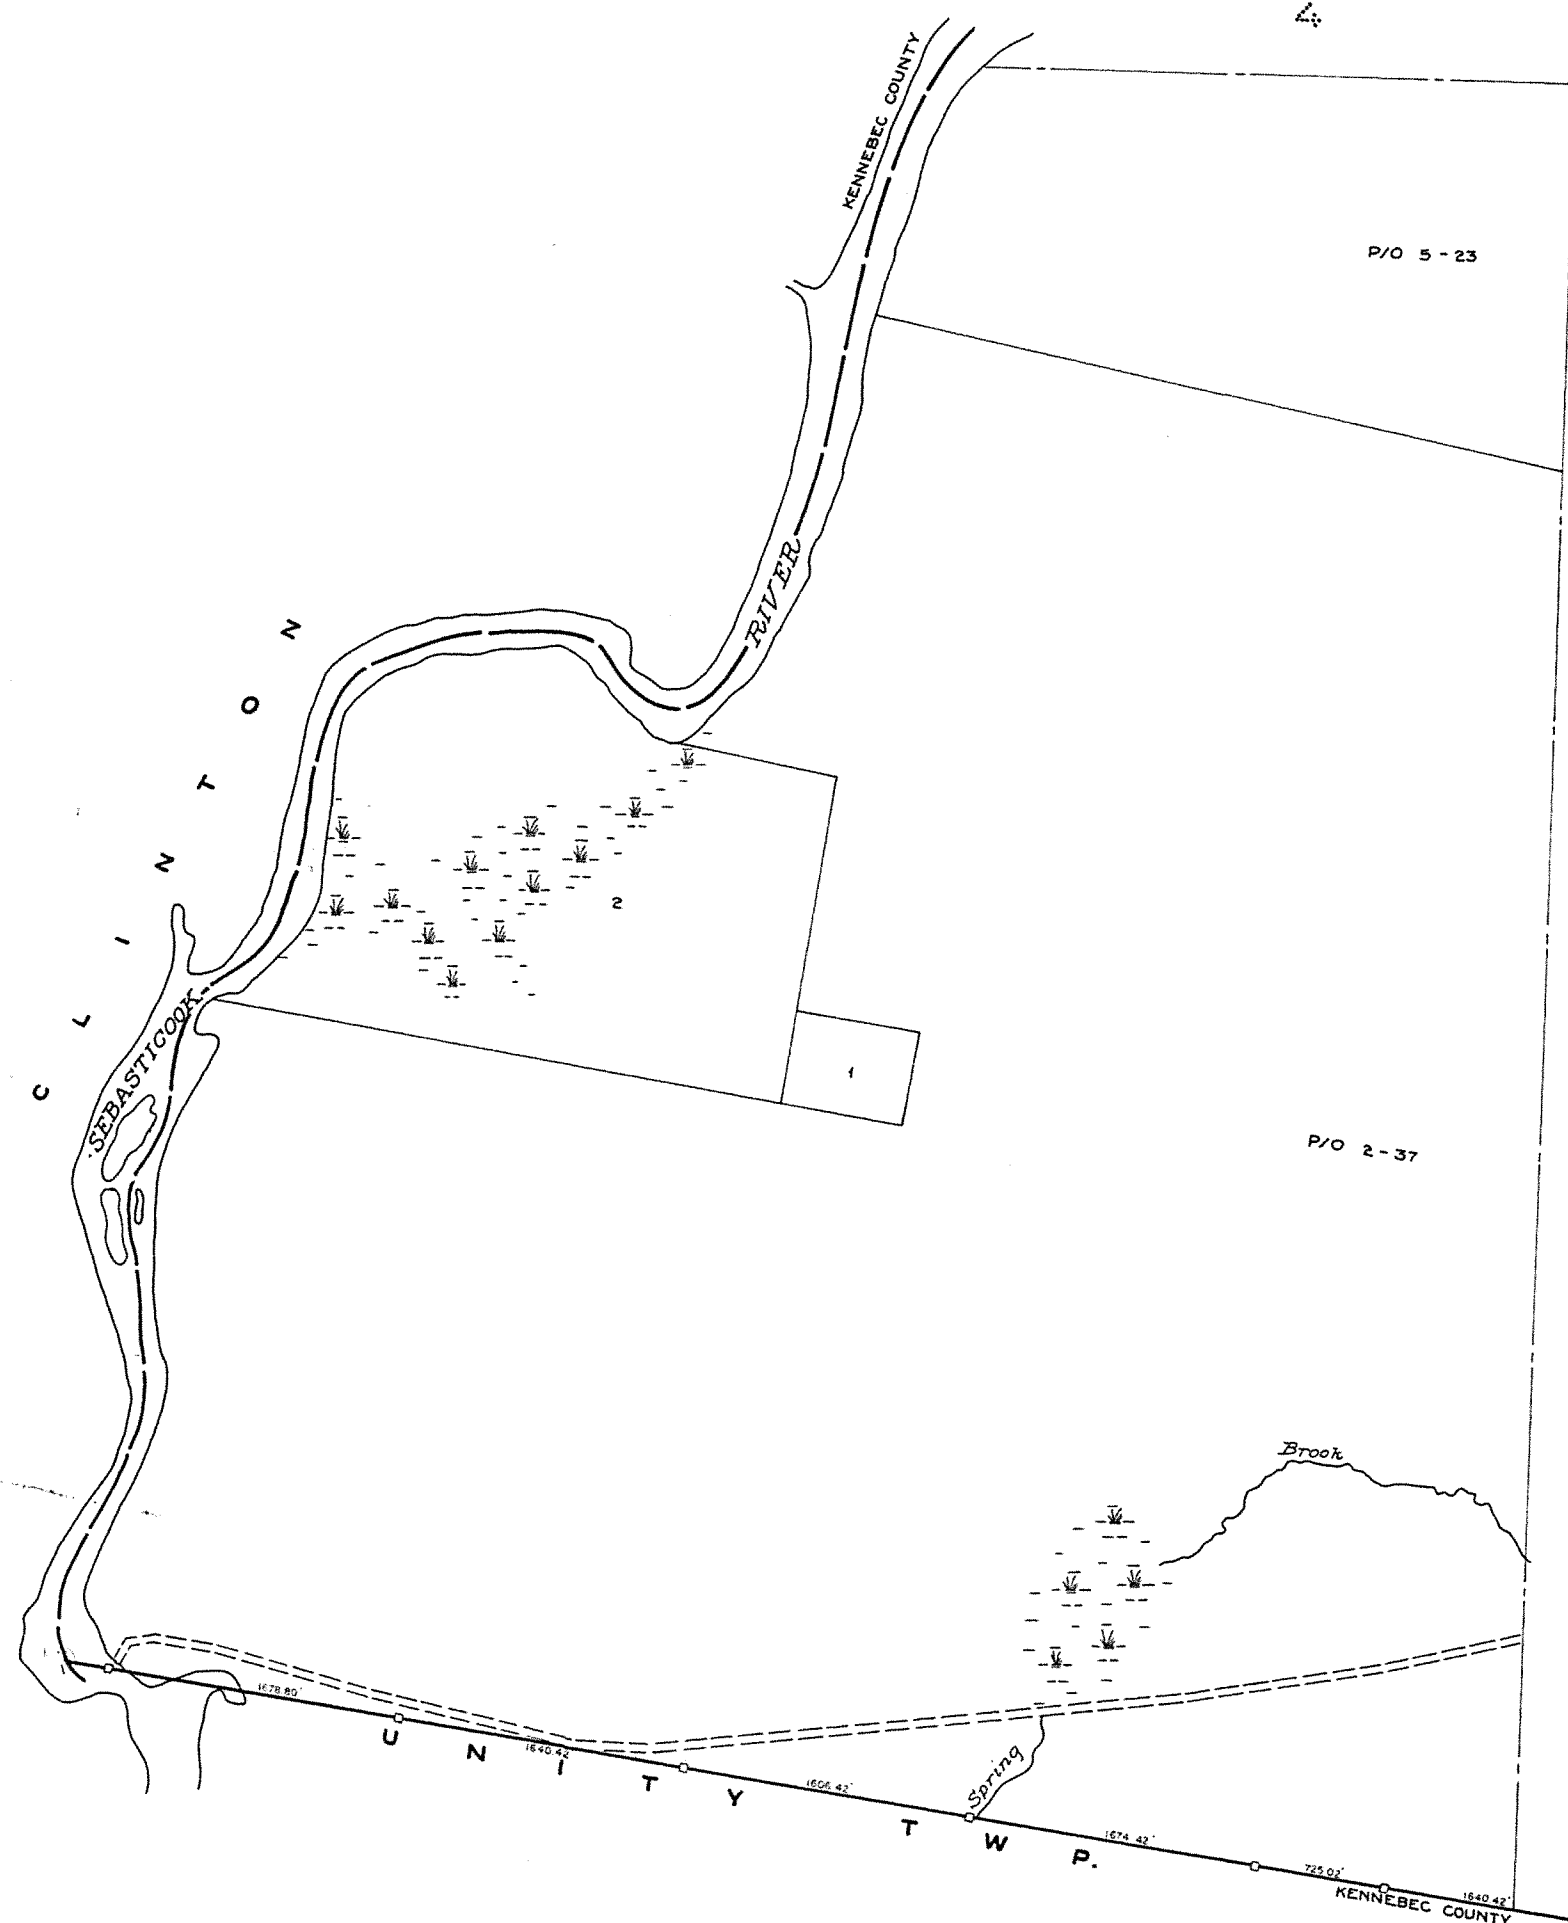 4
KENNEBEC COUNTY
P/O 5-23
RIVER
CLINTON
2
SEBASTICOOK
1
P/O 2-37
Brook
1678.80'
1640.42'
UNITY TWP.
1606.42'
Spring
1674.42'
725.02'
1640.42'
KENNEBEC COUNTY